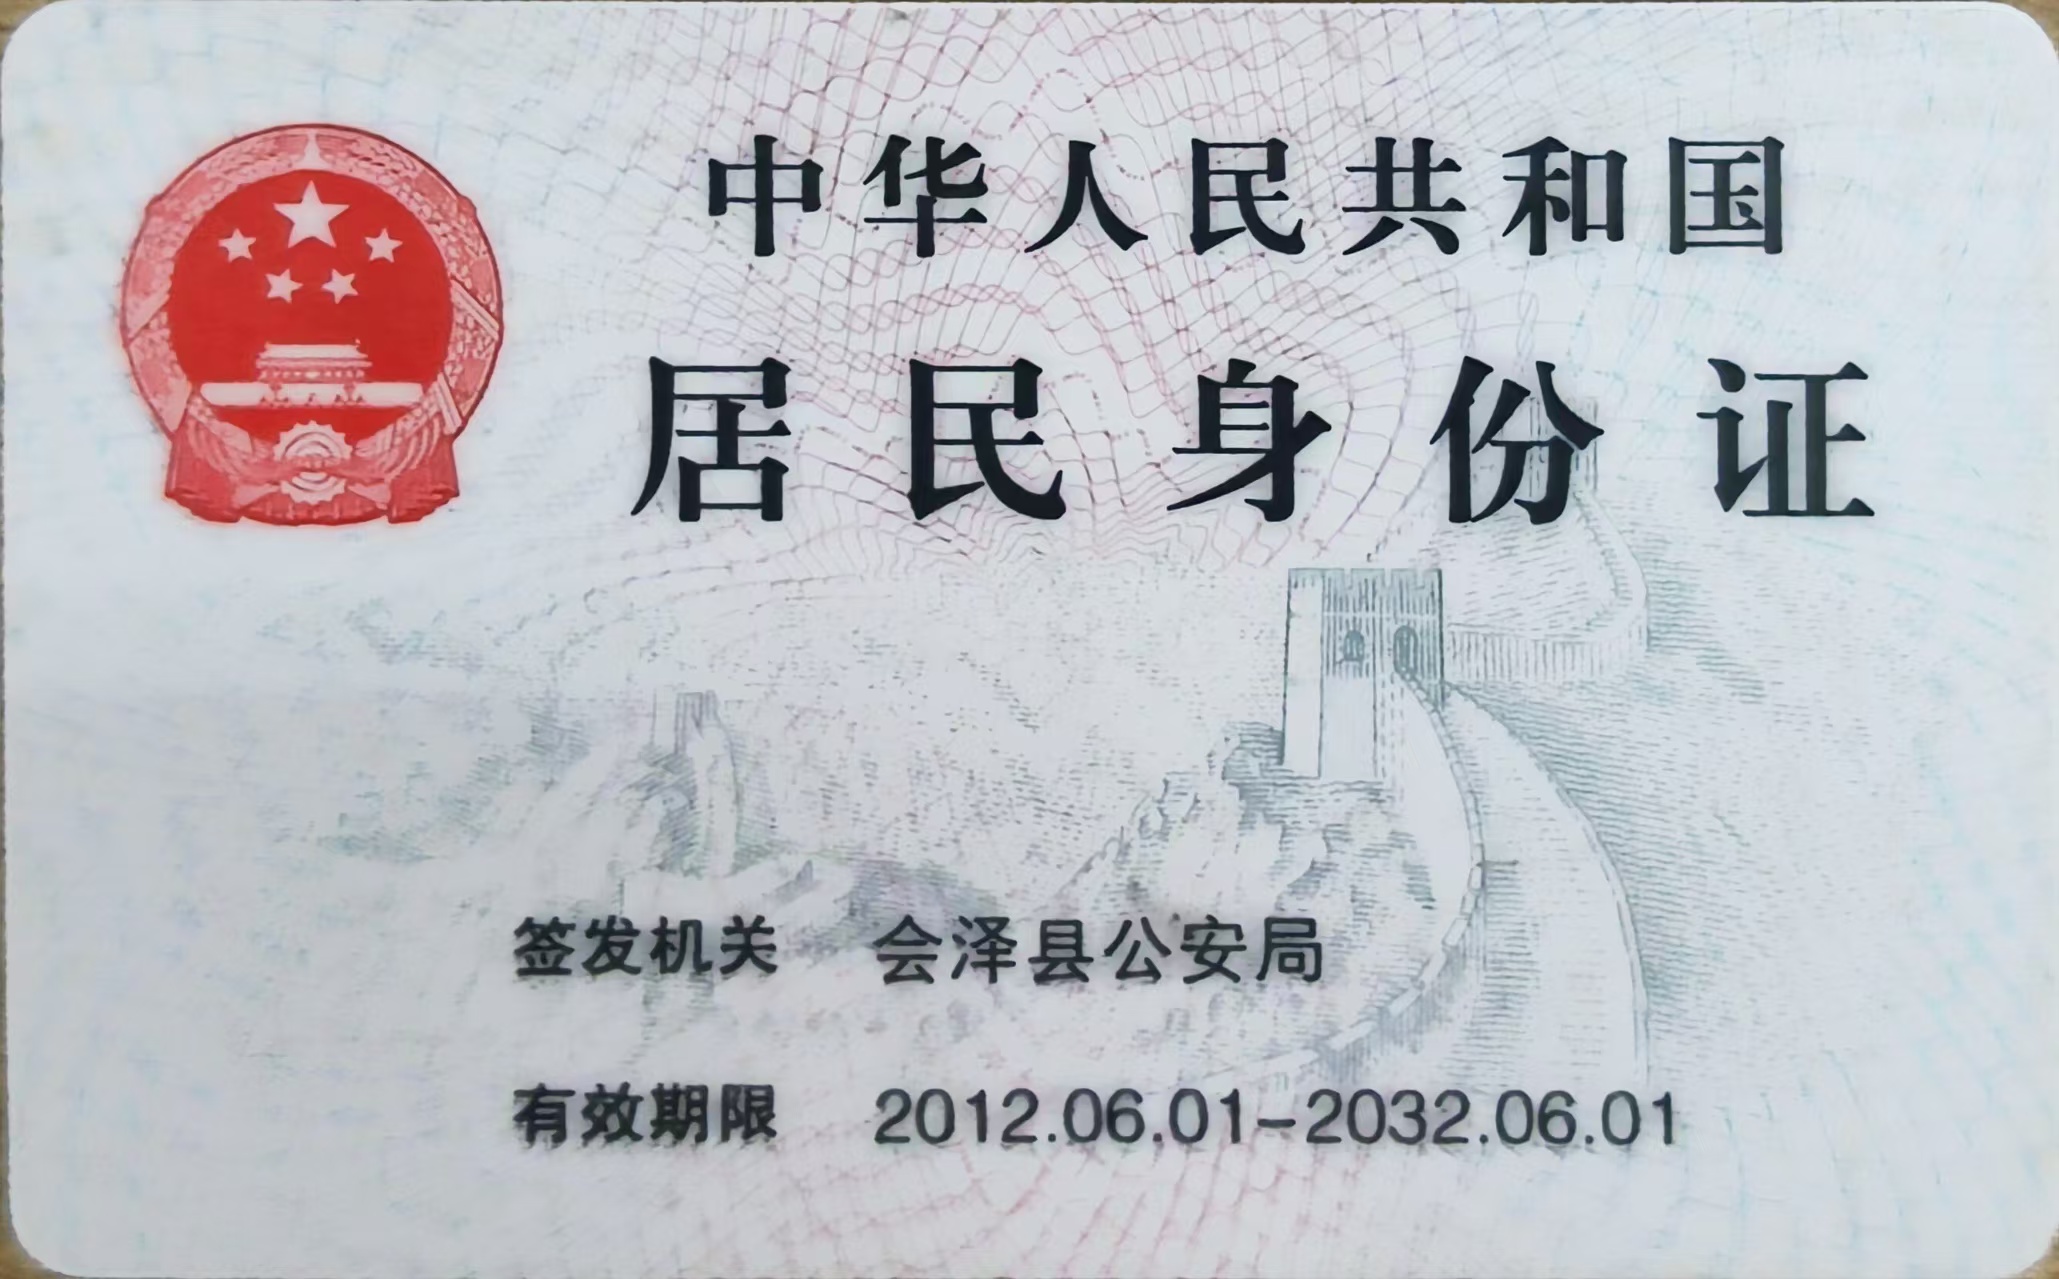 中华人民共和国
居民身份证
签发机关 会泽县公安局
有效期限 2012.06.01-2032.06.01